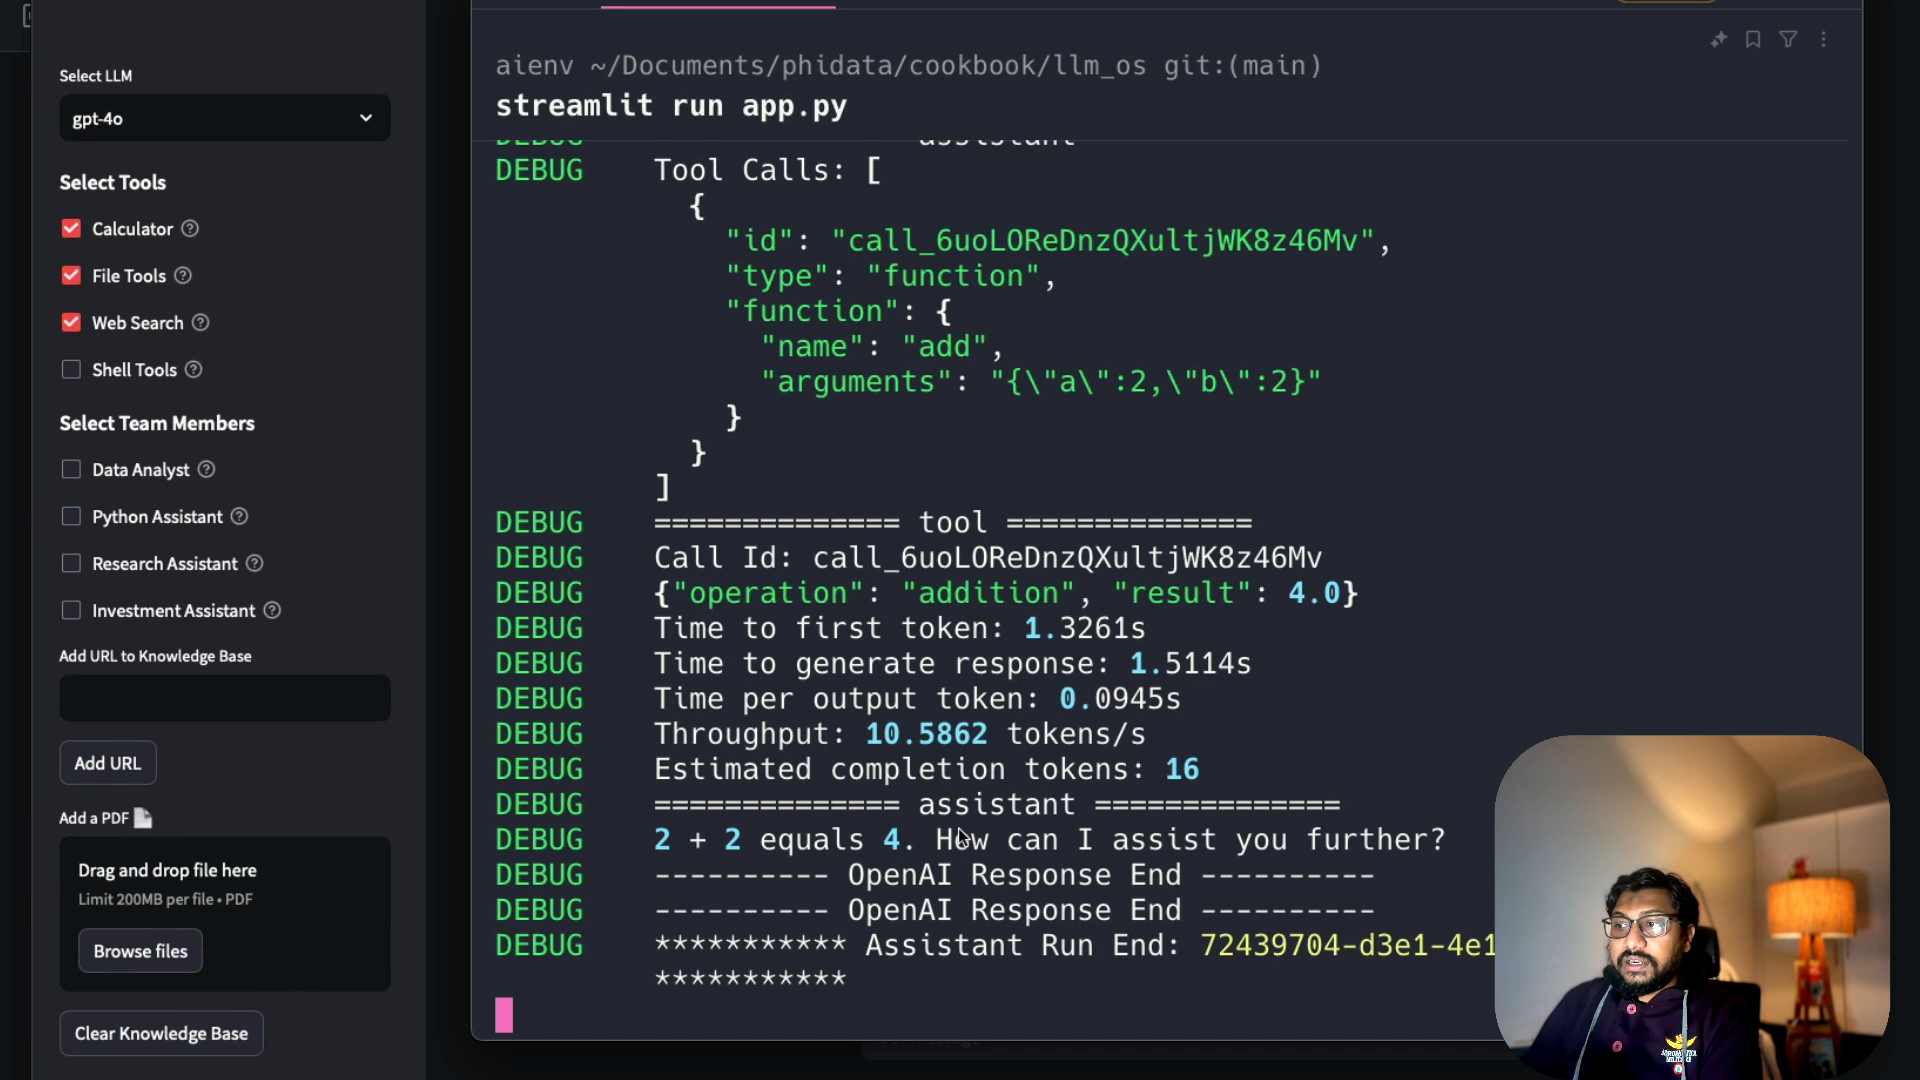 Select LLM
gpt-4o
Select Tools
Calculator
File Tools
Web Search
Shell Tools
Select Team Members
Data Analyst
Python Assistant
Research Assistant
Investment Assistant
Add URL to Knowledge Base
Add URL
Add a PDF
Drag and drop file here
Limit 200MB per file • PDF
Browse files
Clear Knowledge Base
aienv ~/Documents/phidata/cookbook/llm_os git:(main)
streamlit run app.py
DEBUG assistant
DEBUG Tool Calls: [
{
"id": "call_6uoLOReDnzQXultjWK8z46Mv",
"type": "function",
"function": {
"name": "add",
"arguments": "{\"a\":2,\"b\":2}"
}
}
]
DEBUG ============== tool ==============
DEBUG Call Id: call_6uoLOReDnzQXultjWK8z46Mv
DEBUG {"operation": "addition", "result": 4.0}
DEBUG Time to first token: 1.3261s
DEBUG Time to generate response: 1.5114s
DEBUG Time per output token: 0.0945s
DEBUG Throughput: 10.5862 tokens/s
DEBUG Estimated completion tokens: 16
DEBUG ============== assistant ==============
DEBUG 2 + 2 equals 4. How can I assist you further?
DEBUG ---------- OpenAI Response End ----------
DEBUG ---------- OpenAI Response End ----------
DEBUG *********** Assistant Run End: 72439704-d3e1-4e1
***********